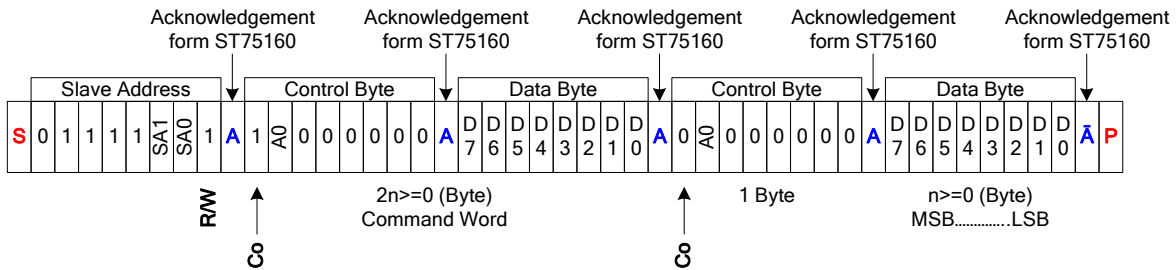 Acknowledgement Acknowledgement Acknowledgement Acknowledgement Acknowledgement
form ST75160 form ST75160 form ST75160 form ST75160 form ST75160
Slave Address Control Byte Data Byte Control Byte Data Byte
S 0 1 1 1 1 SA1 SA0 1 A 1 A0 0 0 0 0 0 0 A D7 D6 D5 D4 D3 D2 D1 D0 A 0 A0 0 0 0 0 0 0 A D7 D6 D5 D4 D3 D2 D1 D0 Ā P
R/W 2n>=0 (Byte) 1 Byte n>=0 (Byte)
Command Word MSB..............LSB
Co Co